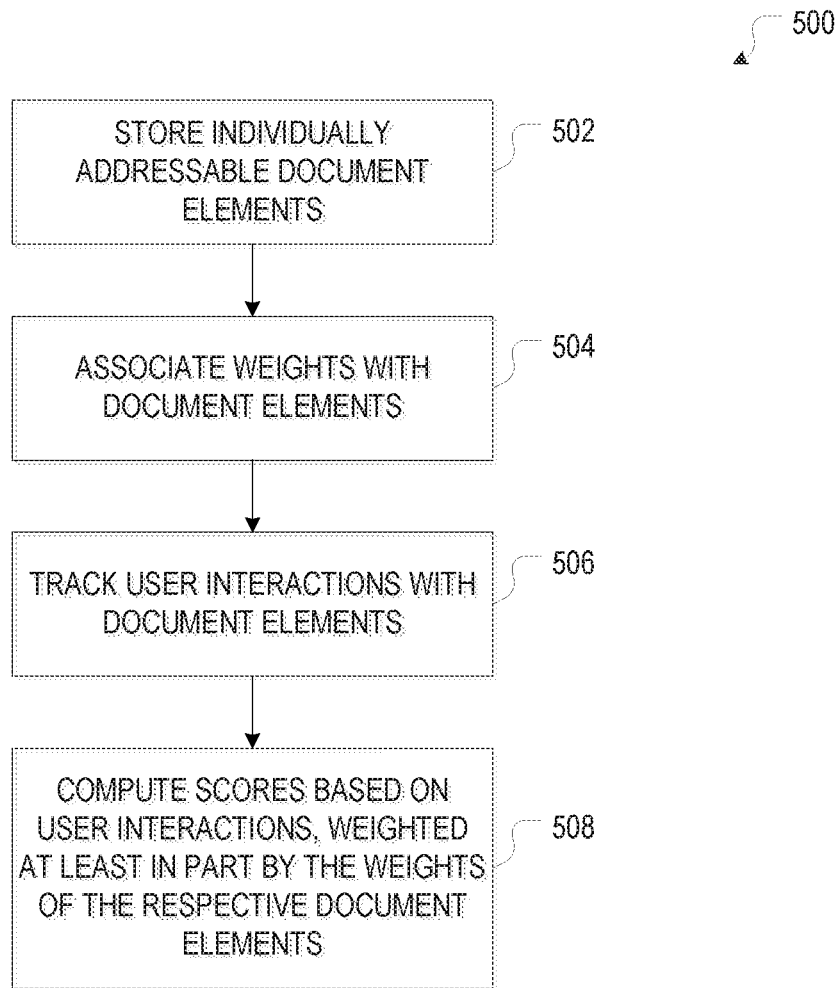 500
STORE INDIVIDUALLY
ADDRESSABLE DOCUMENT
ELEMENTS
502
ASSOCIATE WEIGHTS WITH
DOCUMENT ELEMENTS
504
TRACK USER INTERACTIONS WITH
DOCUMENT ELEMENTS
506
COMPUTE SCORES BASED ON
USER INTERACTIONS, WEIGHTED
AT LEAST IN PART BY THE WEIGHTS
OF THE RESPECTIVE DOCUMENT
ELEMENTS
508